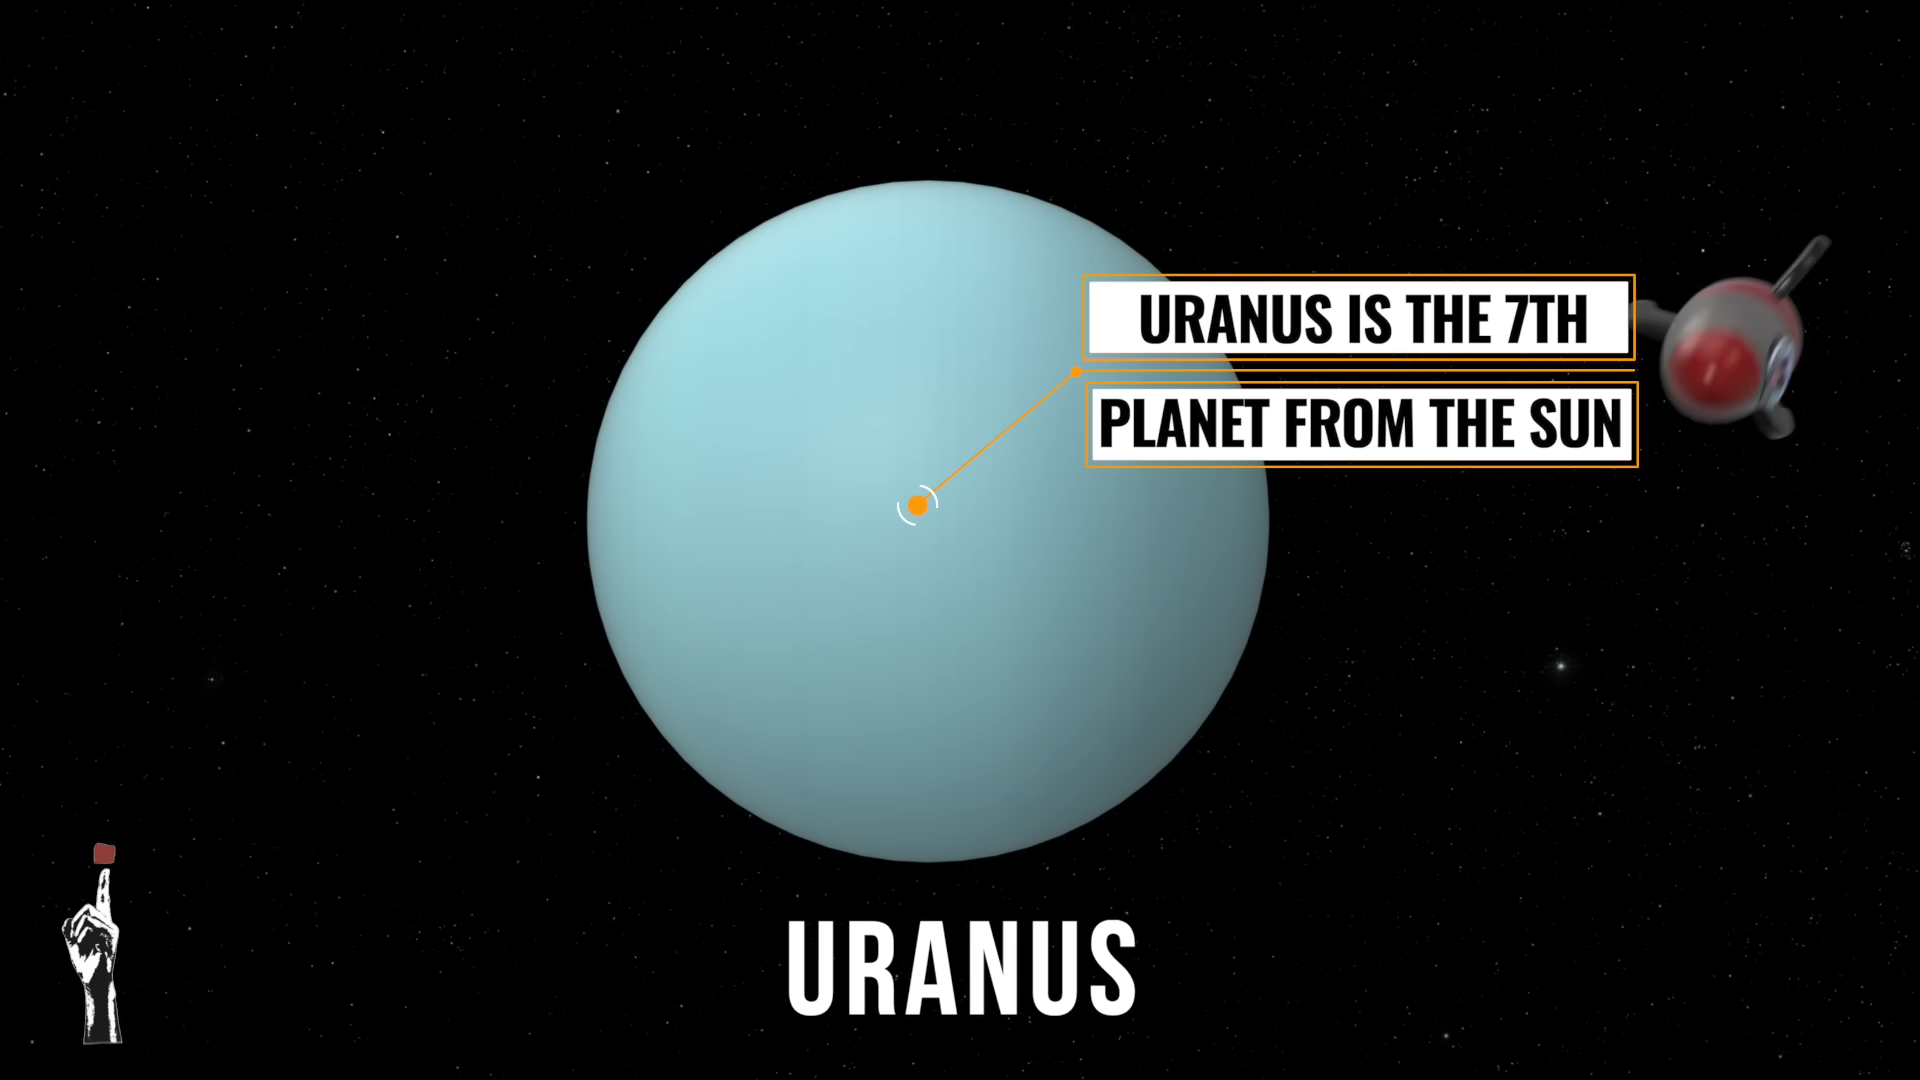 URANUS IS THE 7TH
PLANET FROM THE SUN
URANUS